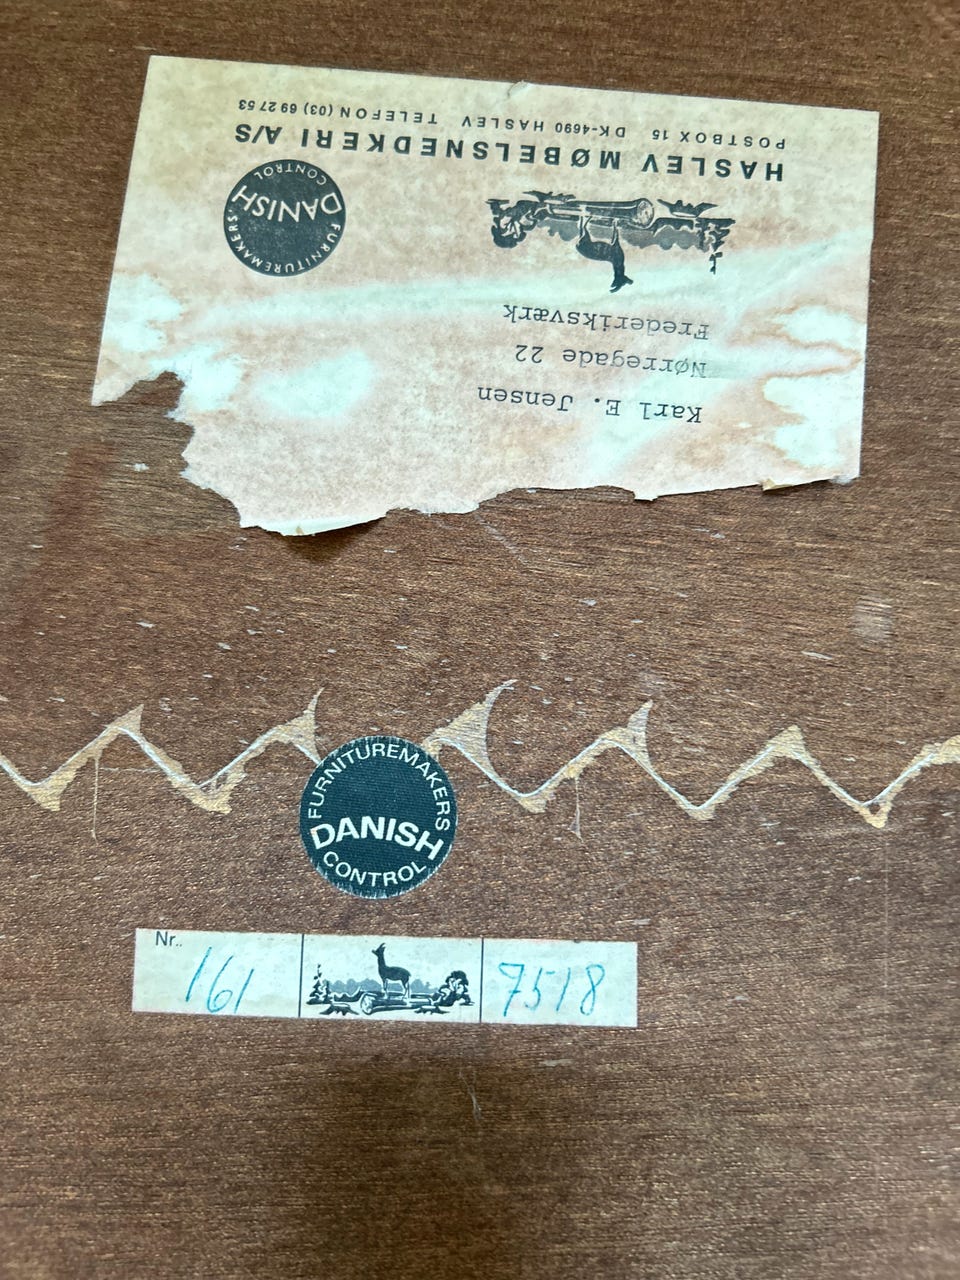 HASLEV MØBELSNEDKERI A/S
POSTBOX 15 DK-4690 HASLEV TELEFON (03) 69 27 53
FURNITUREMAKERS
DANISH
CONTROL
Karl E. Jensen
Nørregade 22
Frederiksværk
FURNITUREMAKERS
DANISH
CONTROL
Nr.. 161 7518